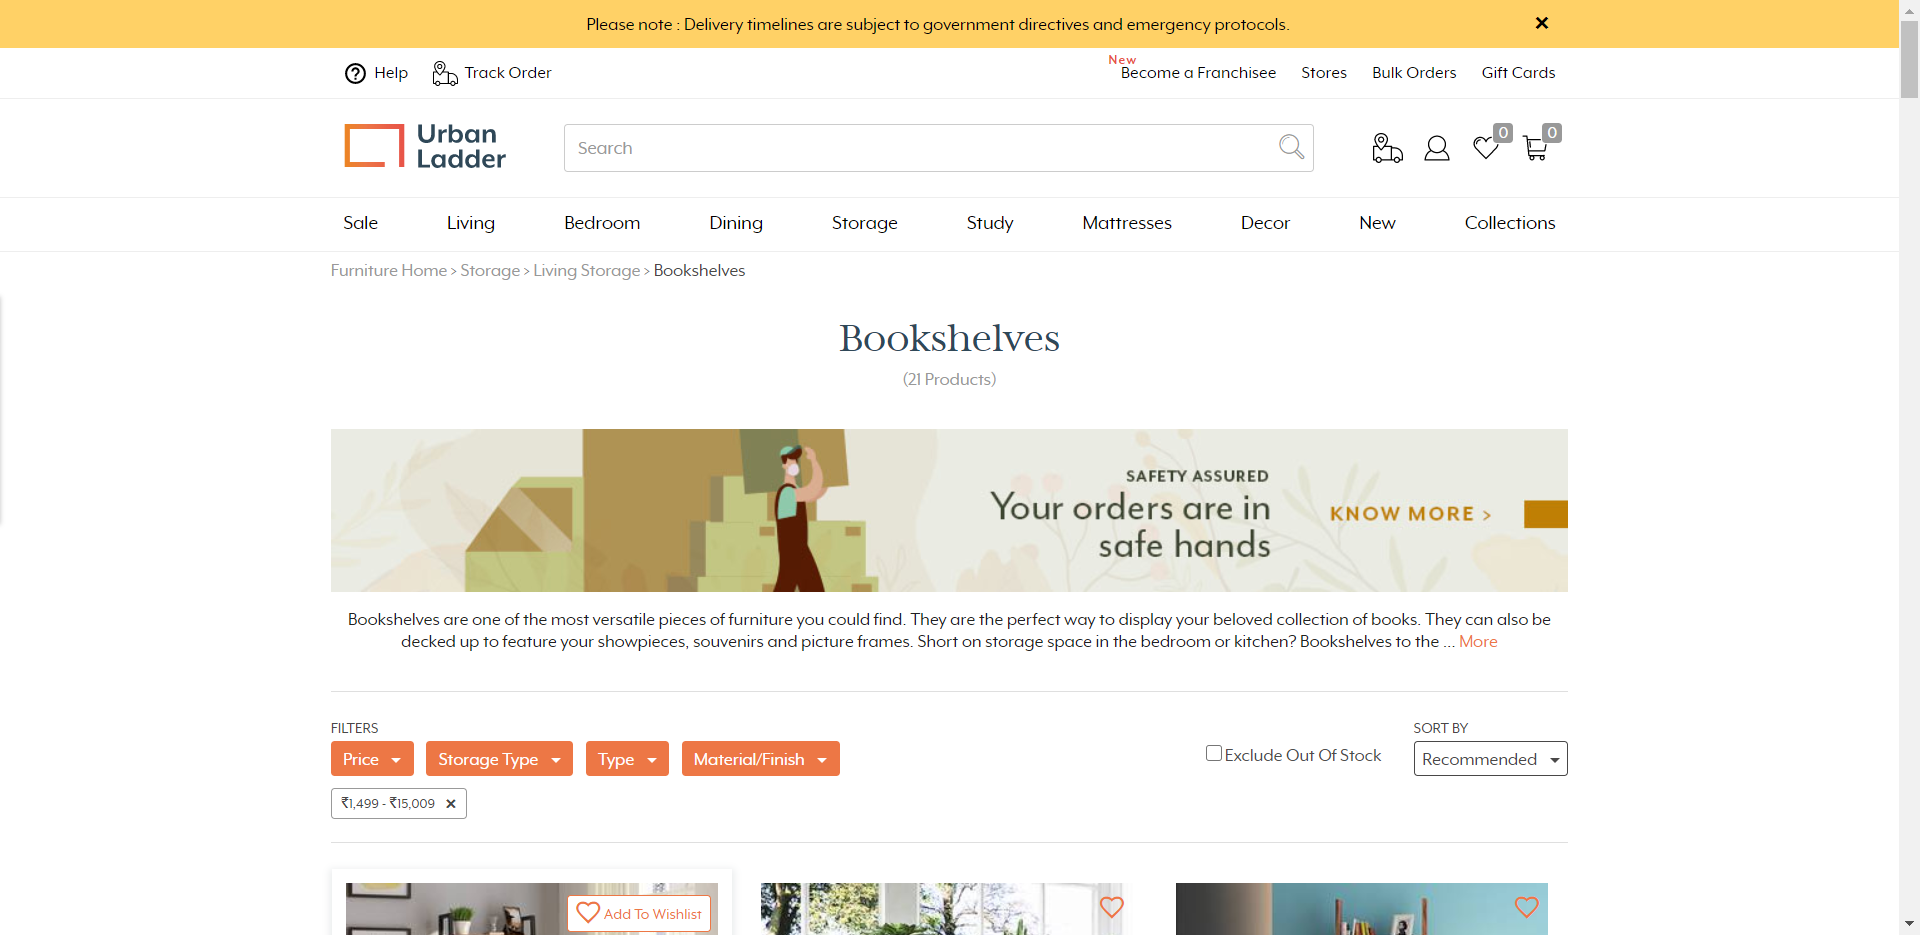 Please note : Delivery timelines are subject to government directives and emergency protocols.
Help
Track Order
New
Become a Franchisee
Stores
Bulk Orders
Gift Cards
Urban
Ladder
Search
0
0
Sale
Living
Bedroom
Dining
Storage
Study
Mattresses
Decor
New
Collections
Furniture Home > Storage > Living Storage > Bookshelves
Bookshelves
(21 Products)
SAFETY ASSURED
Your orders are in
safe hands
KNOW MORE >
Bookshelves are one of the most versatile pieces of furniture you could find. They are the perfect way to display your beloved collection of books. They can also be
decked up to feature your showpieces, souvenirs and picture frames. Short on storage space in the bedroom or kitchen? Bookshelves to the ... More
FILTERS
Price
Storage Type
Type
Material/Finish
Exclude Out Of Stock
SORT BY
Recommended
₹1,499 - ₹15,009
Add To Wishlist